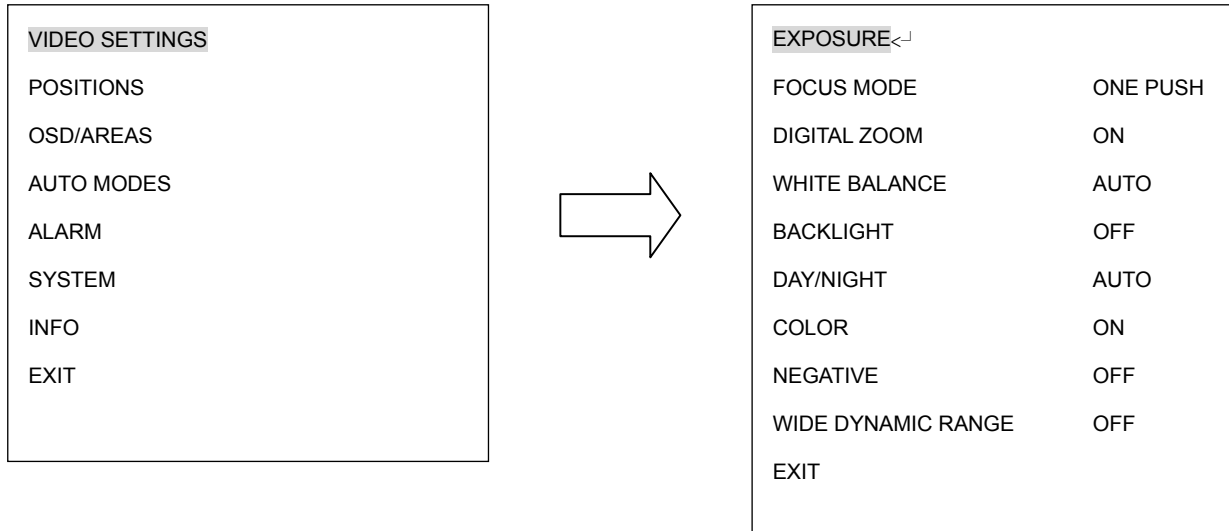 VIDEO SETTINGS
POSITIONS
OSD/AREAS
AUTO MODES
ALARM
SYSTEM
INFO
EXIT
EXPOSURE<┘
FOCUS MODE ONE PUSH
DIGITAL ZOOM ON
WHITE BALANCE AUTO
BACKLIGHT OFF
DAY/NIGHT AUTO
COLOR ON
NEGATIVE OFF
WIDE DYNAMIC RANGE OFF
EXIT